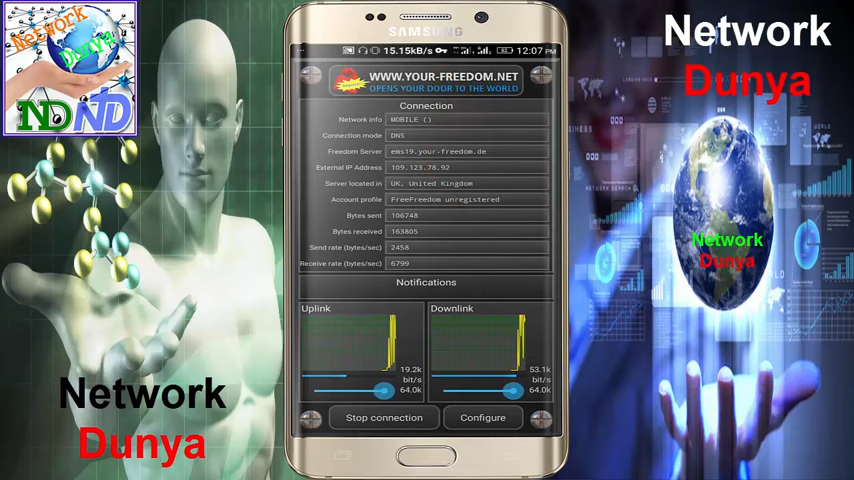 Network
Dunya
ND ND
SAMSUNG
15.15kB/s
12:07 PM
WWW.YOUR-FREEDOM.NET
OPENS YOUR DOOR TO THE WORLD
Connection
Network info MOBILE ()
Connection mode DNS
Freedom Server ems19.your-freedom.de
External IP Address 109.123.78.92
Server located in UK, United Kingdom
Account profile FreeFreedom unregistered
Bytes sent 106748
Bytes received 163805
Send rate (bytes/sec) 2458
Receive rate (bytes/sec) 6799
Notifications
Uplink
19.2k
bit/s
64.0k
Downlink
53.1k
bit/s
64.0k
Stop connection
Configure
Network
Dunya
Network
Dunya
Network
Dunya